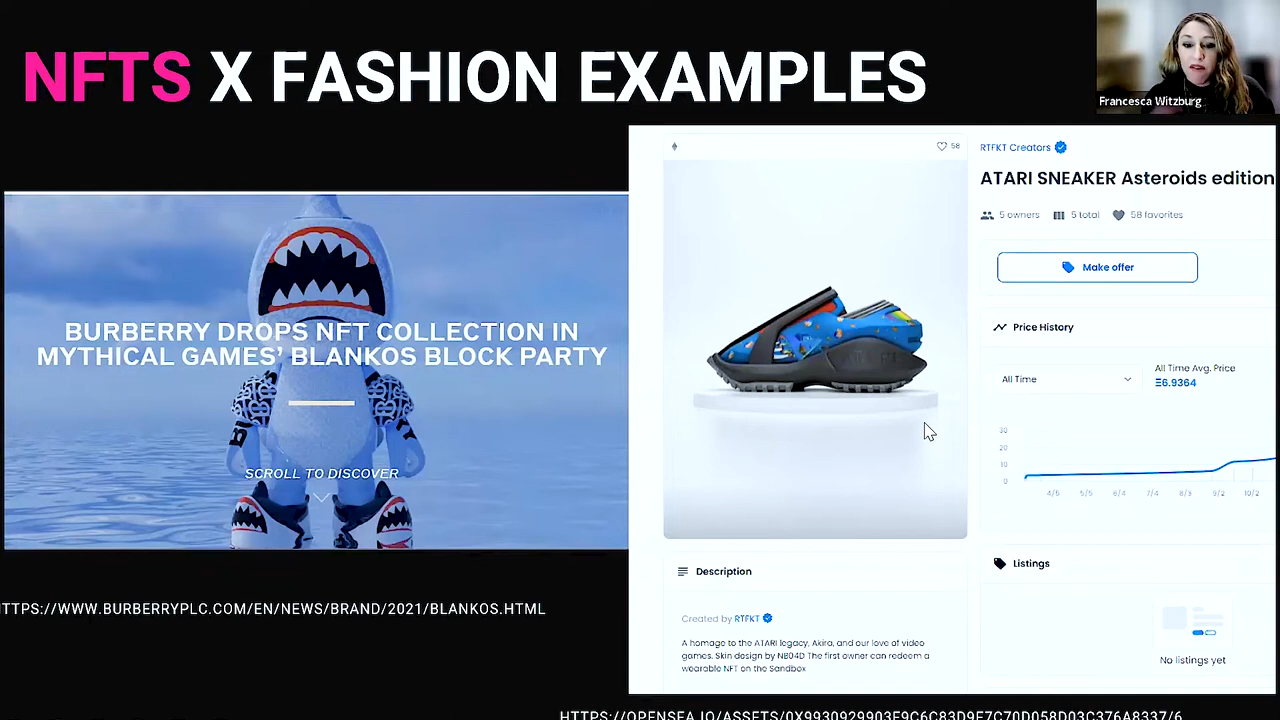 NFTS X FASHION EXAMPLES
Francesca Witzburg
BURBERRY DROPS NFT COLLECTION IN
MYTHICAL GAMES' BLANKOS BLOCK PARTY
SCROLL TO DISCOVER
TTPS://WWW.BURBERRYPLC.COM/EN/NEWS/BRAND/2021/BLANKOS.HTML
58
RTFKT Creators
ATARI SNEAKER Asteroids edition
5 owners 5 total 58 favorites
Make offer
Price History
All Time
All Time Avg. Price
Ξ6.9364
30
20
10
0
4/5 5/5 6/4 7/4 8/3 9/2 10/2
Listings
No listings yet
Description
Created by RTFKT
A homage to the ATARI legacy, Akira, and our love of video
games. Skin design by NB04D The first owner can redeem a
wearable NFT on the Sandbox